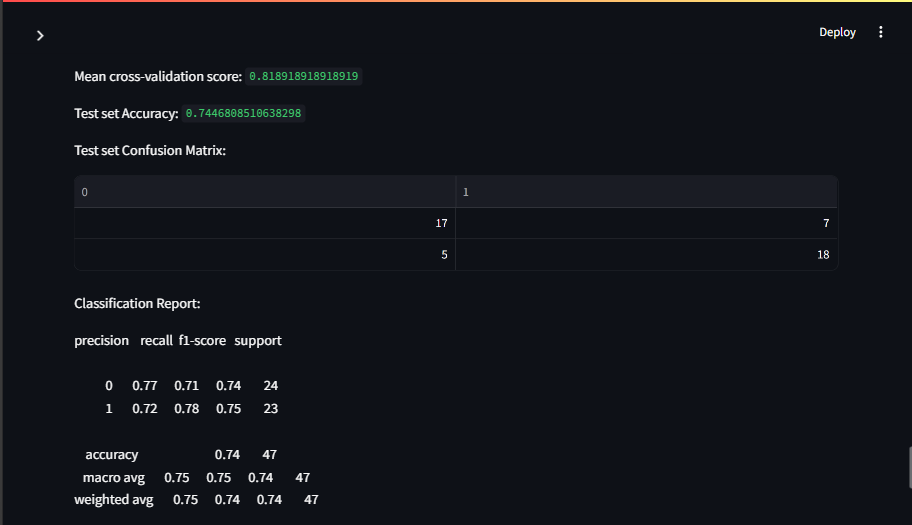 Deploy
Mean cross-validation score: 0.818918918918919
Test set Accuracy: 0.7446808510638298
Test set Confusion Matrix:
0 1
17 7
5 18
Classification Report:
precision recall f1-score support
0 0.77 0.71 0.74 24
1 0.72 0.78 0.75 23
accuracy 0.74 47
macro avg 0.75 0.75 0.74 47
weighted avg 0.75 0.74 0.74 47